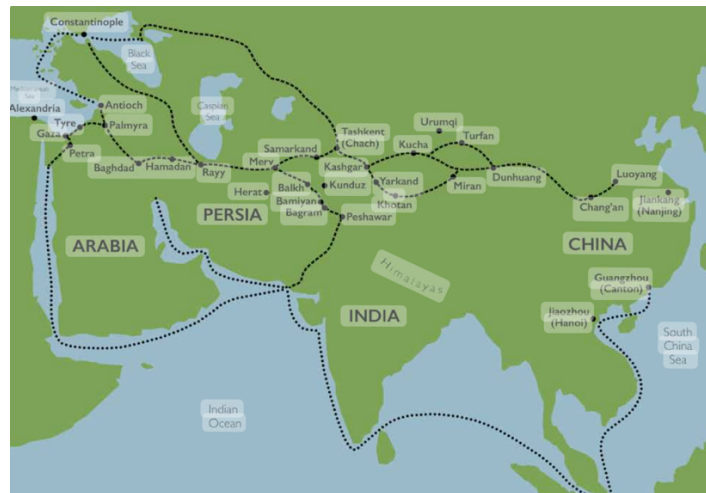 Constantinople
Black
Sea
Mediterranean
Sea
Alexandria
Antioch
Caspian
Sea
Tyre
Gaza
Palmyra
Petra
Baghdad
Hamadan
Rayy
Samarkand
Tashkent
(Chach)
Merv
Kashgar
Kucha
Urumqi
Turfan
Herat
Balkh
Kunduz
Yarkand
Miran
Dunhuang
Luoyang
Bamiyan
Khotan
Bagram
Peshawar
Chang'an
Jiankang
(Nanjing)
PERSIA
ARABIA
CHINA
Himalayas
Guangzhou
(Canton)
INDIA
Jiaozhou
(Hanoi)
South
China
Sea
Indian
Ocean